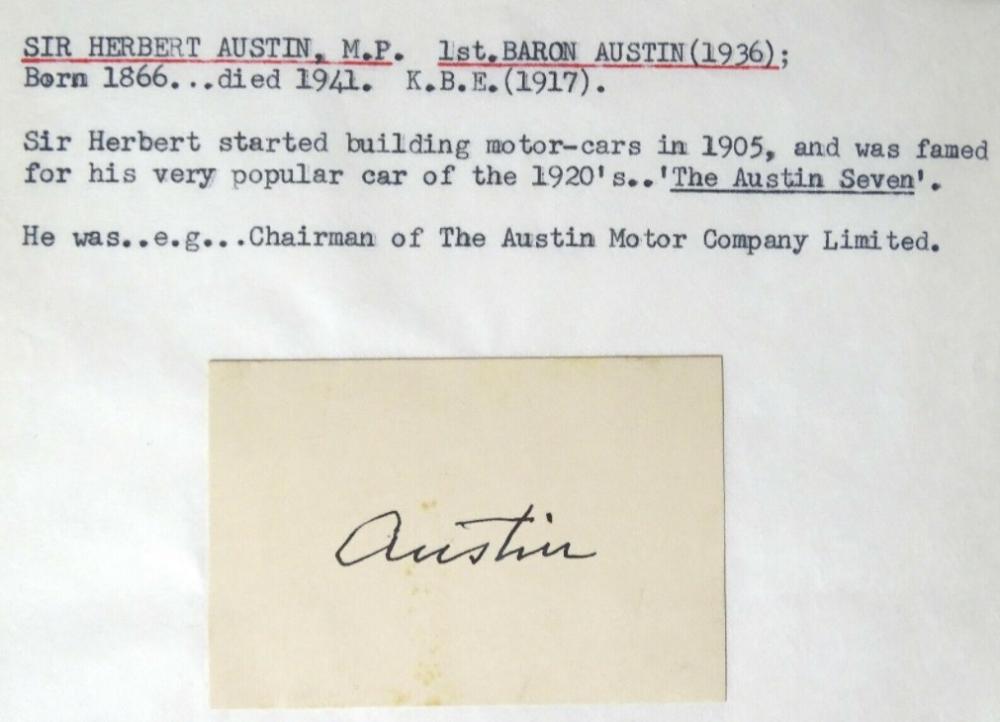 SIR HERBERT AUSTIN, M.P. 1st.BARON AUSTIN(1936);
Born 1866...died 1941. K.B.E.(1917).
Sir Herbert started building motor-cars in 1905, and was famed
for his very popular car of the 1920's..'The Austin Seven'.
He was..e.g...Chairman of The Austin Motor Company Limited.
Austin